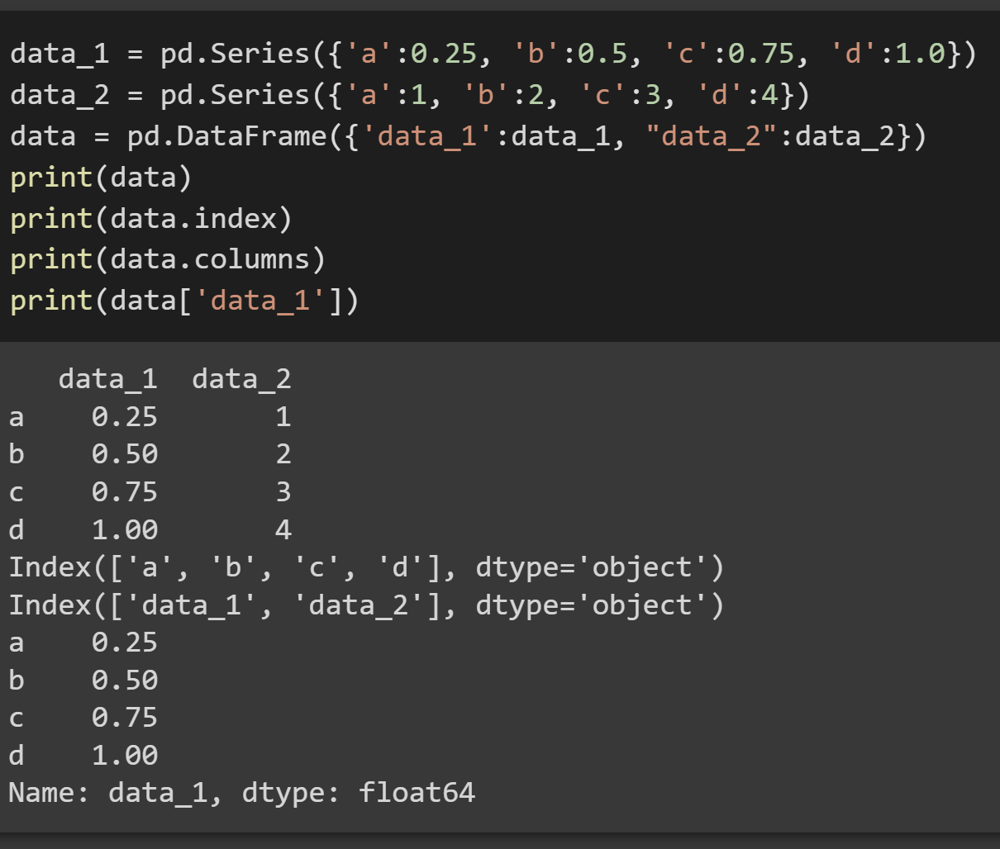 data_1 = pd.Series({'a':0.25, 'b':0.5, 'c':0.75, 'd':1.0})
data_2 = pd.Series({'a':1, 'b':2, 'c':3, 'd':4})
data = pd.DataFrame({'data_1':data_1, "data_2":data_2})
print(data)
print(data.index)
print(data.columns)
print(data['data_1'])
   data_1  data_2
a    0.25       1
b    0.50       2
c    0.75       3
d    1.00       4
Index(['a', 'b', 'c', 'd'], dtype='object')
Index(['data_1', 'data_2'], dtype='object')
a    0.25
b    0.50
c    0.75
d    1.00
Name: data_1, dtype: float64